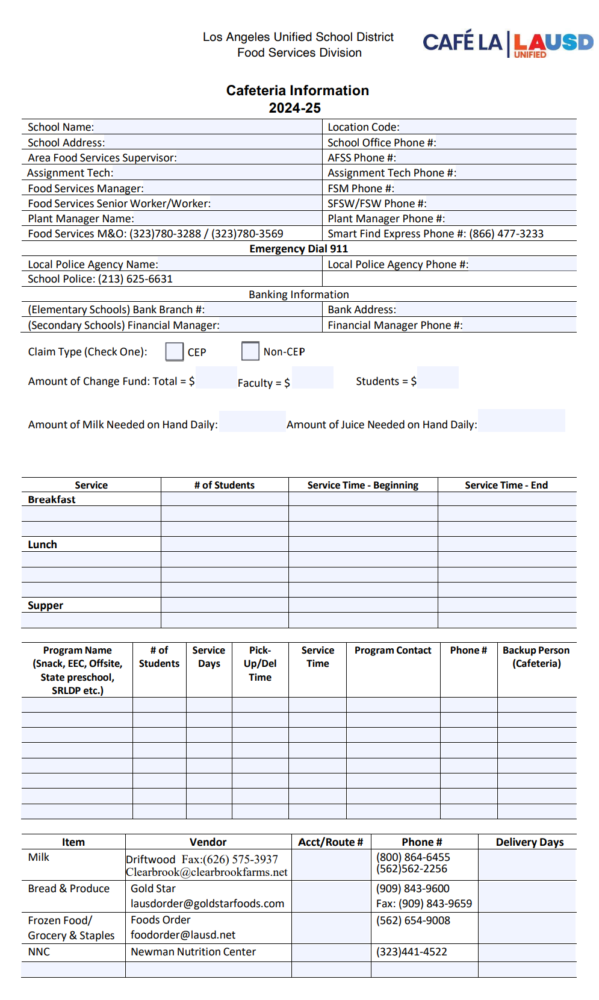 Los Angeles Unified School District
Food Services Division
CAFÉ LA | LAUSD
UNIFIED
Cafeteria Information
2024-25
School Name: Location Code:
School Address: School Office Phone #:
Area Food Services Supervisor: AFSS Phone #:
Assignment Tech: Assignment Tech Phone #:
Food Services Manager: FSM Phone #:
Food Services Senior Worker/Worker: SFSW/FSW Phone #:
Plant Manager Name: Plant Manager Phone #:
Food Services M&O: (323)780-3288 / (323)780-3569 Smart Find Express Phone #: (866) 477-3233
Emergency Dial 911
Local Police Agency Name: Local Police Agency Phone #:
School Police: (213) 625-6631
Banking Information
(Elementary Schools) Bank Branch #: Bank Address:
(Secondary Schools) Financial Manager: Financial Manager Phone #:
Claim Type (Check One): CEP Non-CEP
Amount of Change Fund: Total = $ Faculty = $ Students = $
Amount of Milk Needed on Hand Daily: Amount of Juice Needed on Hand Daily:
Service # of Students Service Time - Beginning Service Time - End
Breakfast
Lunch
Supper
Program Name # of Service Pick- Service Program Contact Phone # Backup Person
(Snack, EEC, Offsite, Students Days Up/Del Time (Cafeteria)
State preschool, Time
SRLDP etc.)
Item Vendor Acct/Route # Phone # Delivery Days
Milk Driftwood Fax:(626) 575-3937 (800) 864-6455
Clearbrook@clearbrookfarms.net (562)562-2256
Bread & Produce Gold Star (909) 843-9600
lausdorder@goldstarfoods.com Fax: (909) 843-9659
Frozen Food/ Foods Order (562) 654-9008
Grocery & Staples foodorder@lausd.net
NNC Newman Nutrition Center (323)441-4522